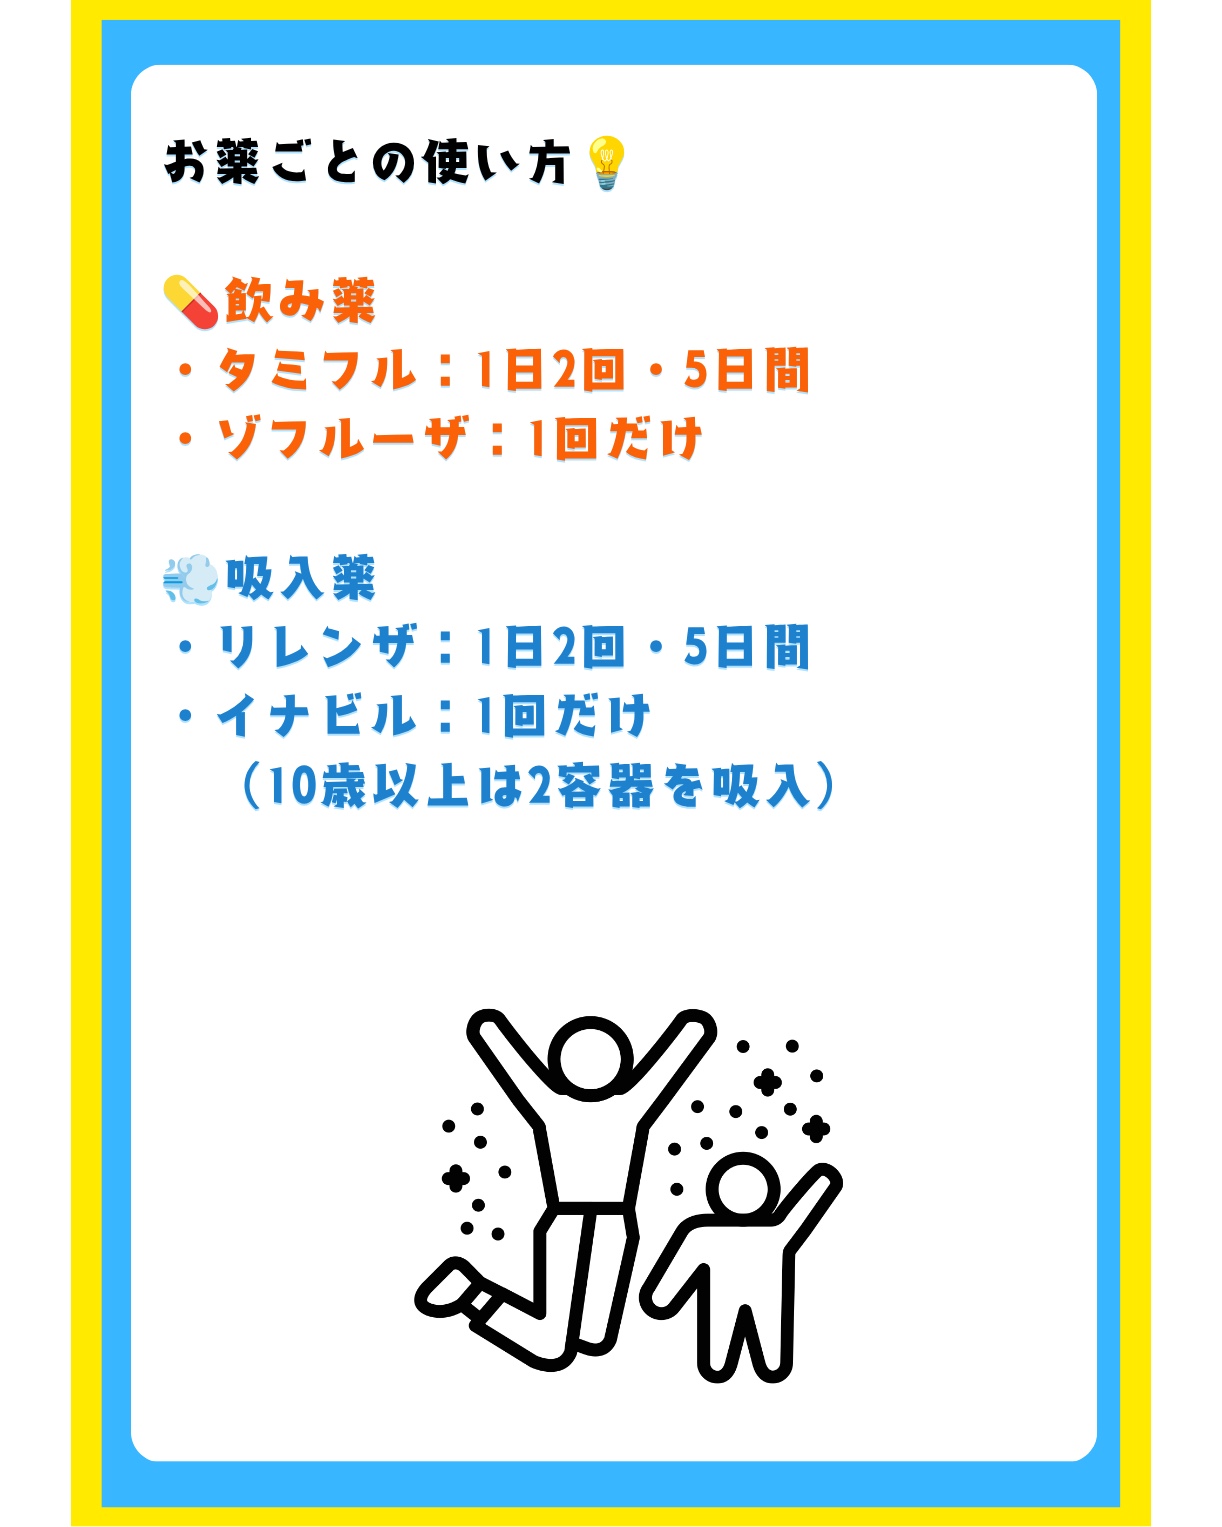 お薬ごとの使い方💡
💊飲み薬
・タミフル：1日2回・5日間
・ゾフルーザ：1回だけ
💨吸入薬
・リレンザ：1日2回・5日間
・イナビル：1回だけ
（10歳以上は2容器を吸入）